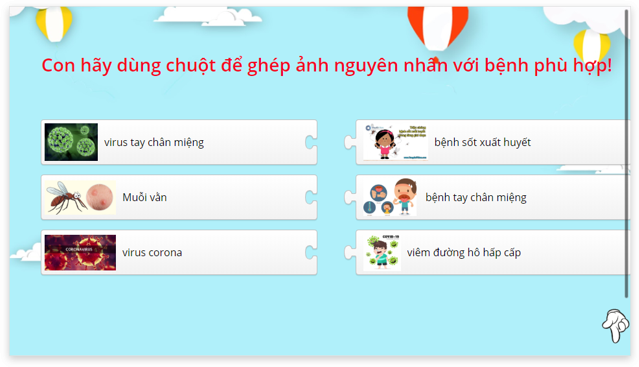 Con hãy dùng chuột để ghép ảnh nguyên nhân với bệnh phù hợp!
virus tay chân miệng
bệnh sốt xuất huyết
Muỗi vằn
bệnh tay chân miệng
CORONAVIRUS
virus corona
viêm đường hô hấp cấp